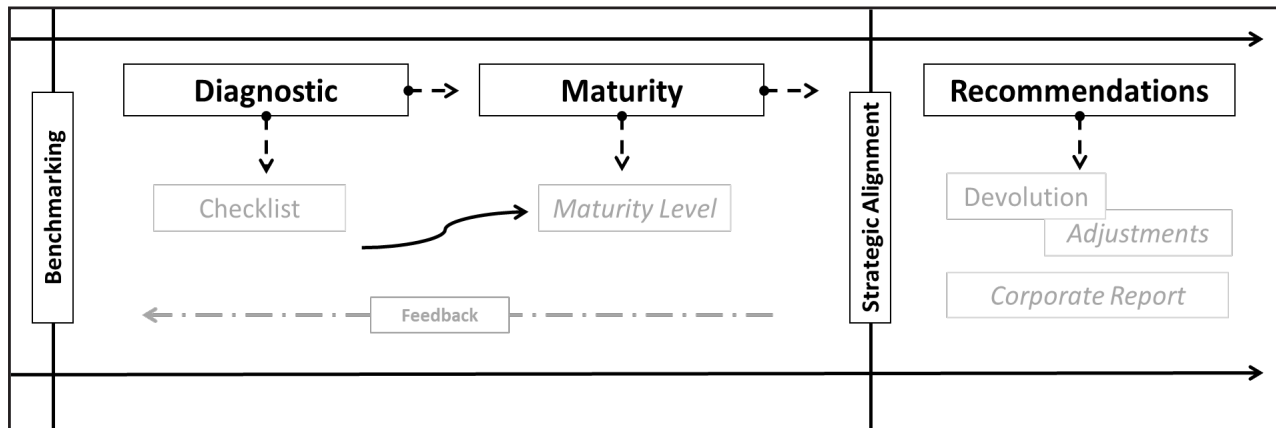 Benchmarking
Diagnostic
Checklist
Maturity
Maturity Level
Feedback
Strategic Alignment
Recommendations
Devolution
Adjustments
Corporate Report